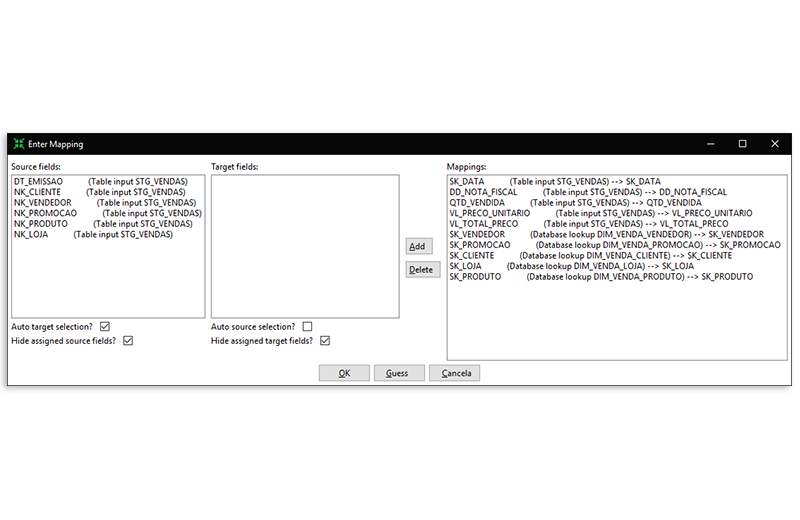 Enter Mapping
Source fields:
DT_EMISSAO (Table input STG_VENDAS)
NK_CLIENTE (Table input STG_VENDAS)
NK_VENDEDOR (Table input STG_VENDAS)
NK_PROMOCAO (Table input STG_VENDAS)
NK_PRODUTO (Table input STG_VENDAS)
NK_LOJA (Table input STG_VENDAS)
Auto target selection?
Hide assigned source fields?
Target fields:
Auto source selection?
Hide assigned target fields?
Add
Delete
Mappings:
SK_DATA (Table input STG_VENDAS) --> SK_DATA
DD_NOTA_FISCAL (Table input STG_VENDAS) --> DD_NOTA_FISCAL
QTD_VENDIDA (Table input STG_VENDAS) --> QTD_VENDIDA
VL_PRECO_UNITARIO (Table input STG_VENDAS) --> VL_PRECO_UNITARIO
VL_TOTAL_PRECO (Table input STG_VENDAS) --> VL_TOTAL_PRECO
SK_VENDEDOR (Database lookup DIM_VENDA_VENDEDOR) --> SK_VENDEDOR
SK_PROMOCAO (Database lookup DIM_VENDA_PROMOCAO) --> SK_PROMOCAO
SK_CLIENTE (Database lookup DIM_VENDA_CLIENTE) --> SK_CLIENTE
SK_LOJA (Database lookup DIM_VENDA_LOJA) --> SK_LOJA
SK_PRODUTO (Database lookup DIM_VENDA_PRODUTO) --> SK_PRODUTO
OK
Guess
Cancela